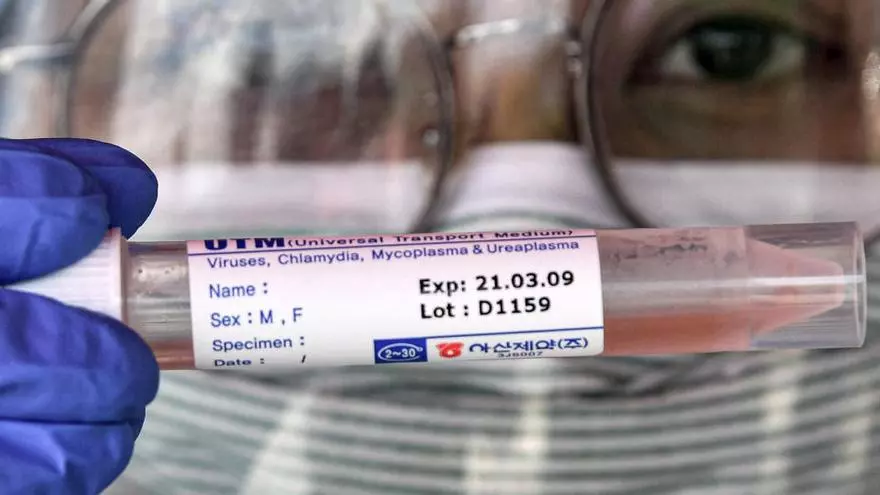 UTM (Universal Transport Medium)
Viruses, Chlamydia, Mycoplasma & Ureaplasma
Name :
Exp: 21.03.09
Sex : M , F
Lot : D1159
Specimen :
Date : /
2~30° 아산제약(주)